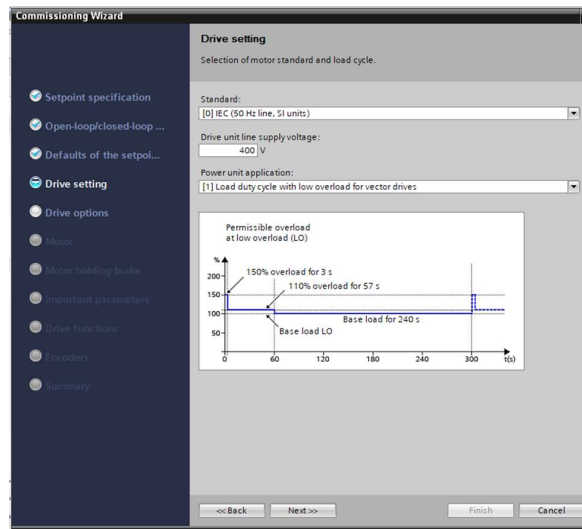 Commissioning Wizard
Drive setting
Selection of motor standard and load cycle.
Setpoint specification
Open-loop/closed-loop ...
Defaults of the setpoi...
Drive setting
Drive options
Motor
Motor holding brake
Important parameters
Drive functions
Encoders
Summary
Standard:
[0] IEC (50 Hz line, SI units)
Drive unit line supply voltage:
400 V
Power unit application:
[1] Load duty cycle with low overload for vector drives
Permissible overload
at low overload (LO)
%
200
150% overload for 3 s
110% overload for 57 s
150
100
Base load for 240 s
Base load LO
50
0 60 120 180 240 300 t(s)
<< Back Next >> Finish Cancel